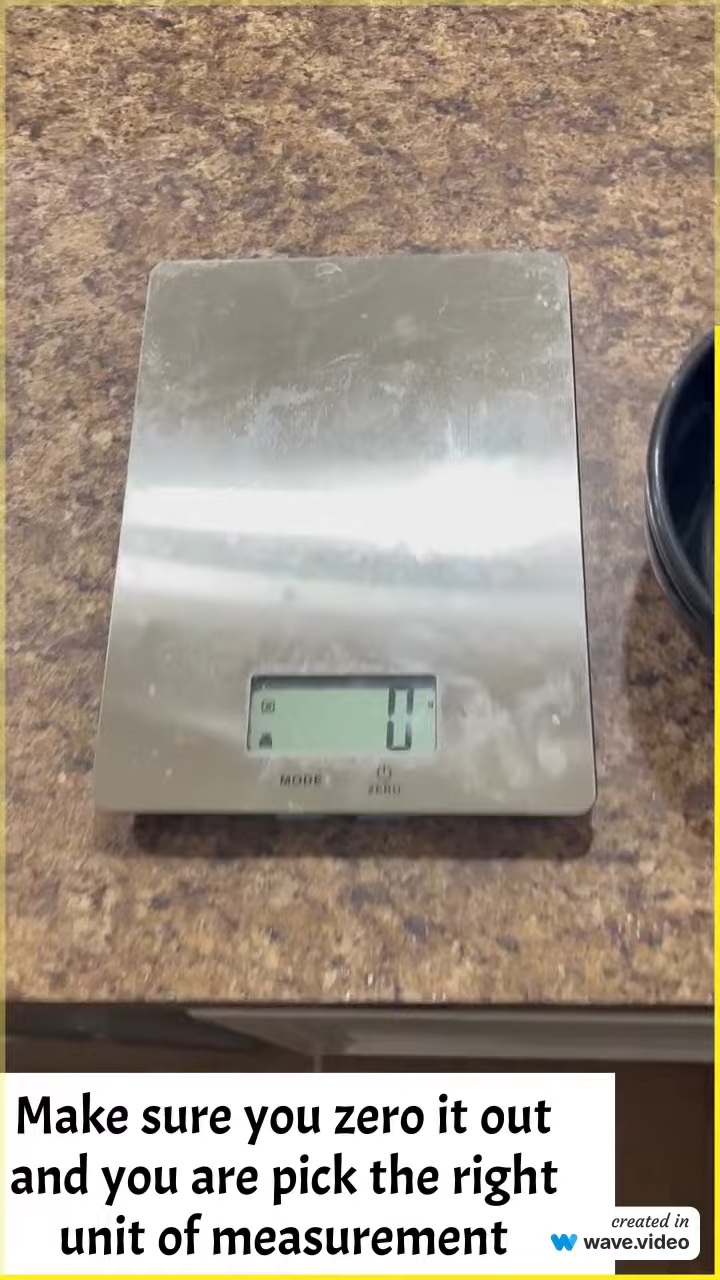 0
MODE
ZERO
Make sure you zero it out
and you are pick the right
unit of measurement
created in
wave.video